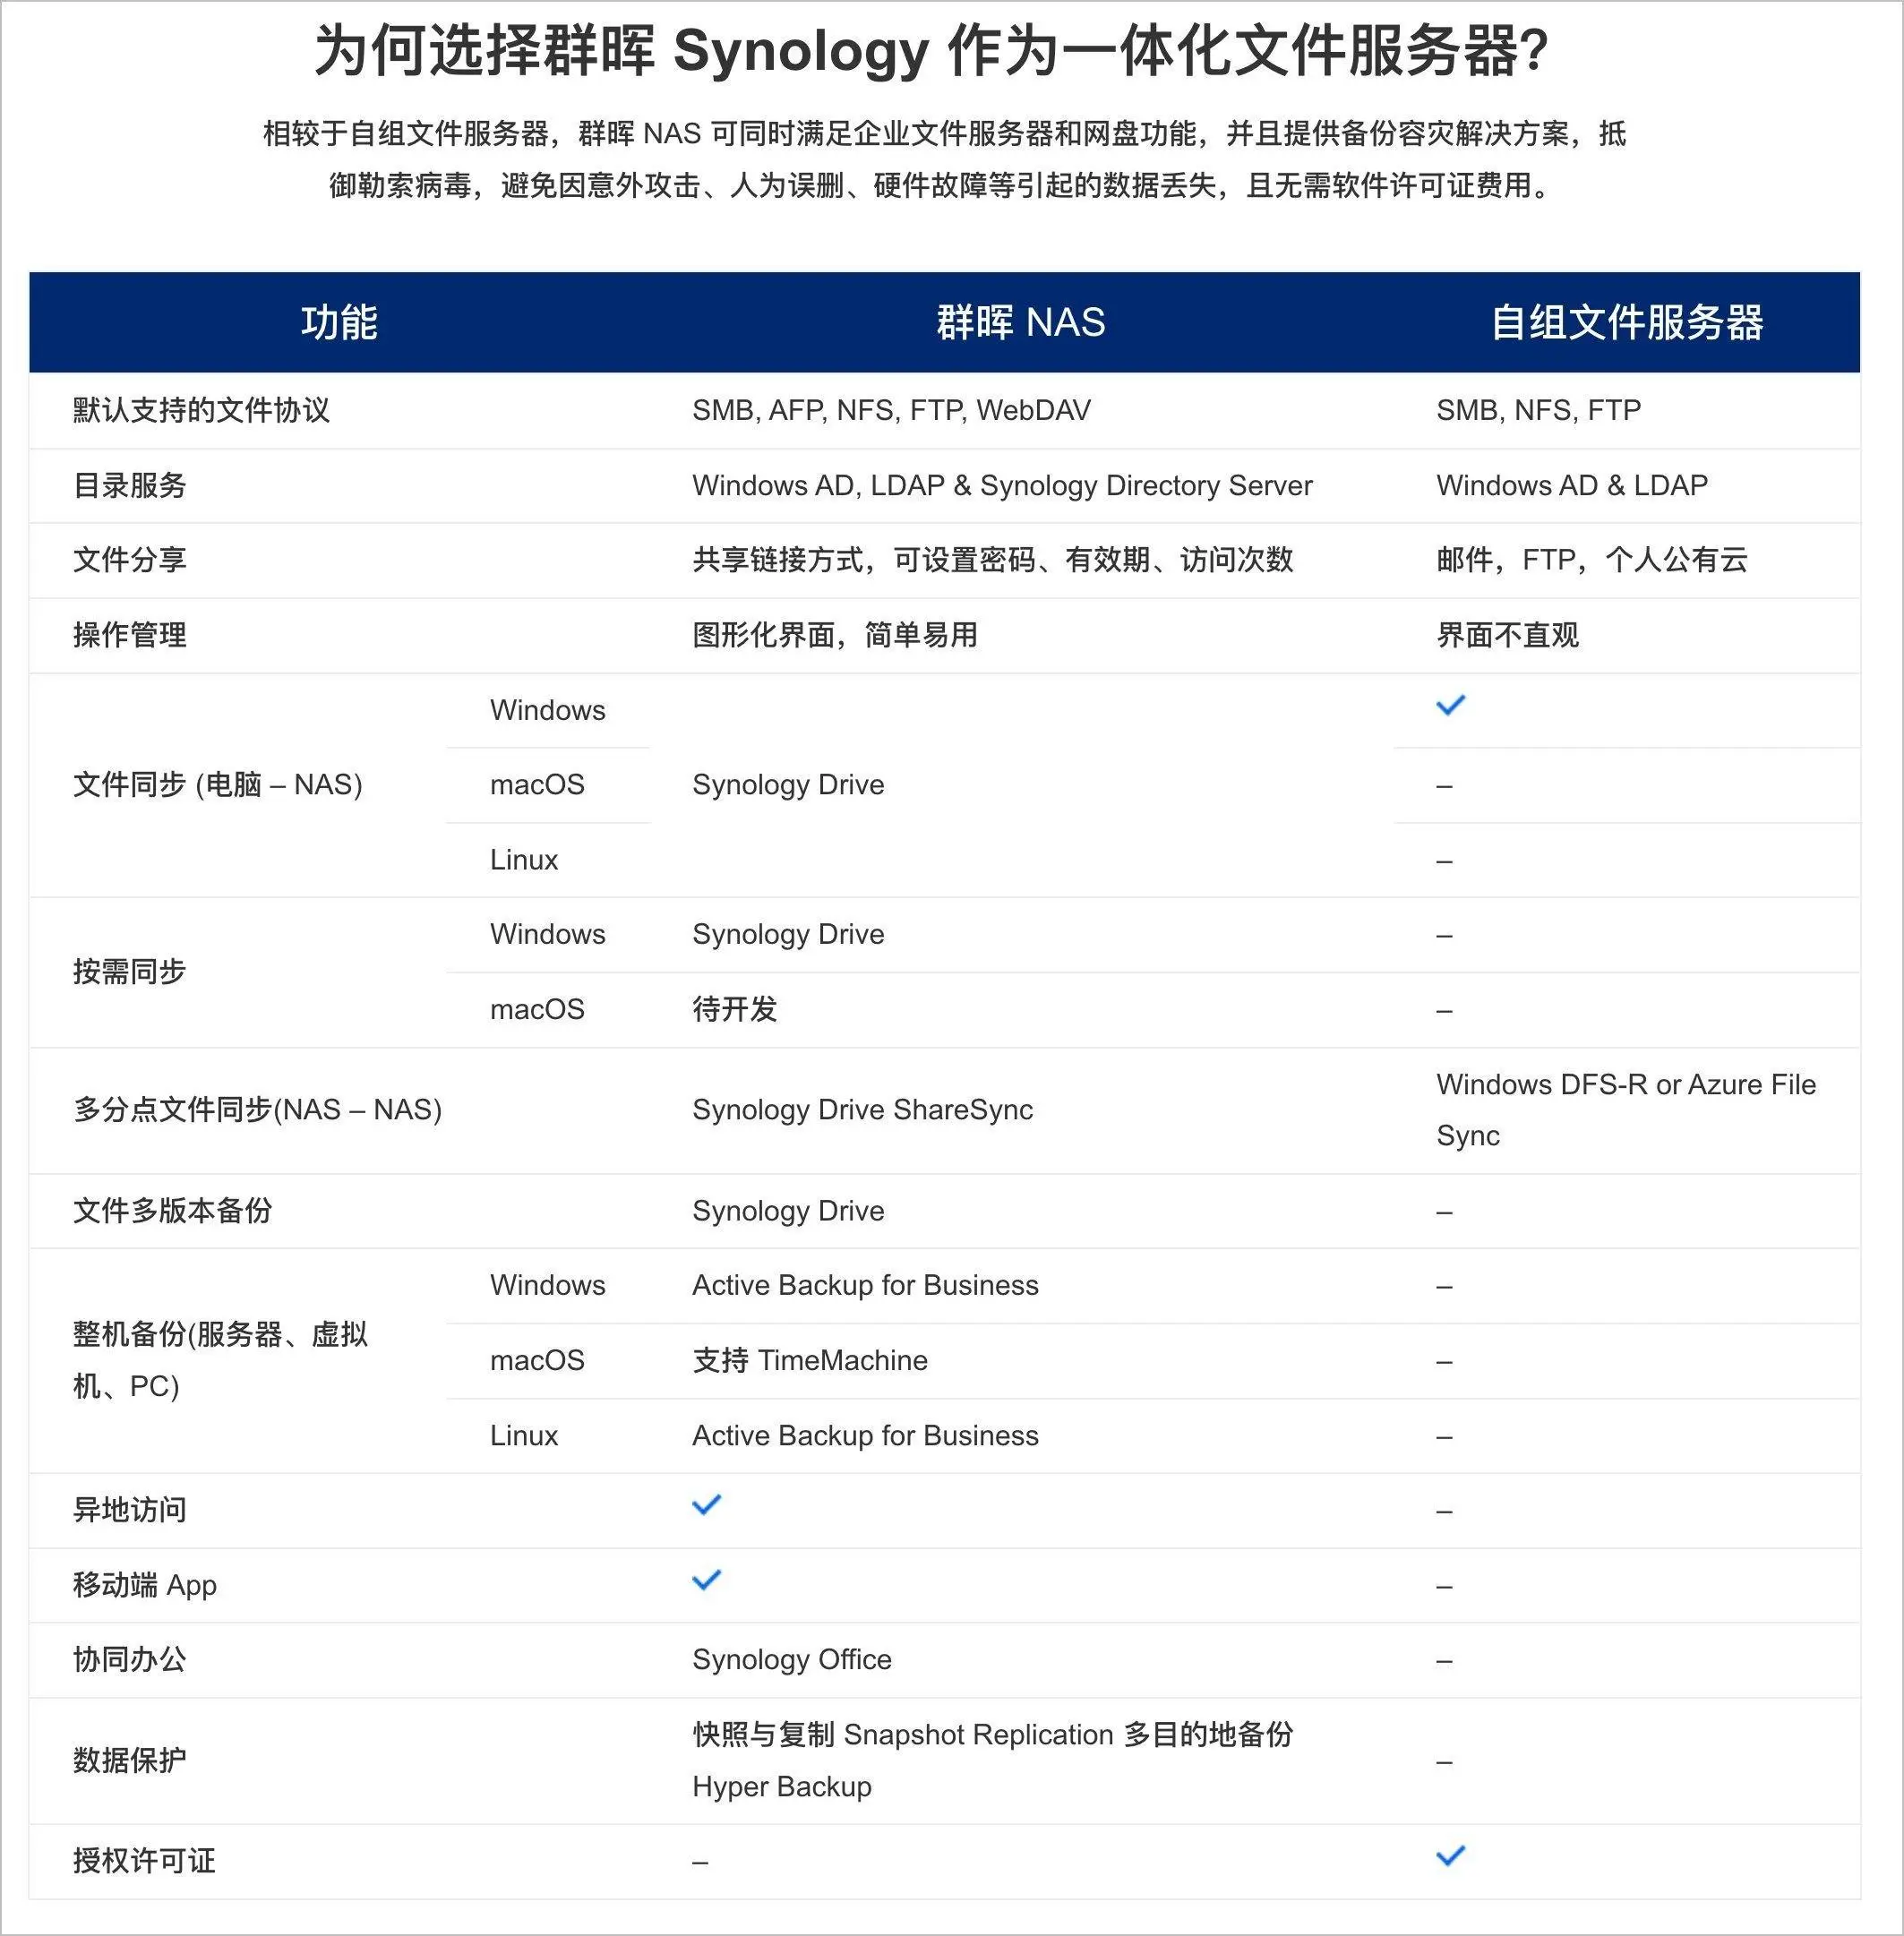 为何选择群晖 Synology 作为一体化文件服务器?
相较于自组文件服务器，群晖 NAS 可同时满足企业文件服务器和网盘功能，并且提供备份容灾解决方案，抵
御勒索病毒，避免因意外攻击、人为误删、硬件故障等引起的数据丢失，且无需软件许可证费用。
功能 群晖 NAS 自组文件服务器
默认支持的文件协议 SMB, AFP, NFS, FTP, WebDAV SMB, NFS, FTP
目录服务 Windows AD, LDAP & Synology Directory Server Windows AD & LDAP
文件分享 共享链接方式，可设置密码、有效期、访问次数 邮件，FTP，个人公有云
操作管理 图形化界面，简单易用 界面不直观
Windows ✓
文件同步 (电脑 – NAS) macOS Synology Drive –
Linux –
Windows Synology Drive –
按需同步
macOS 待开发 –
多分点文件同步(NAS – NAS) Synology Drive ShareSync Windows DFS-R or Azure File
Sync
文件多版本备份 Synology Drive –
Windows Active Backup for Business –
整机备份(服务器、虚拟
机、PC)
macOS 支持 TimeMachine –
Linux Active Backup for Business –
异地访问 ✓ –
移动端 App ✓ –
协同办公 Synology Office –
数据保护 快照与复制 Snapshot Replication 多目的地备份
Hyper Backup –
授权许可证 – ✓